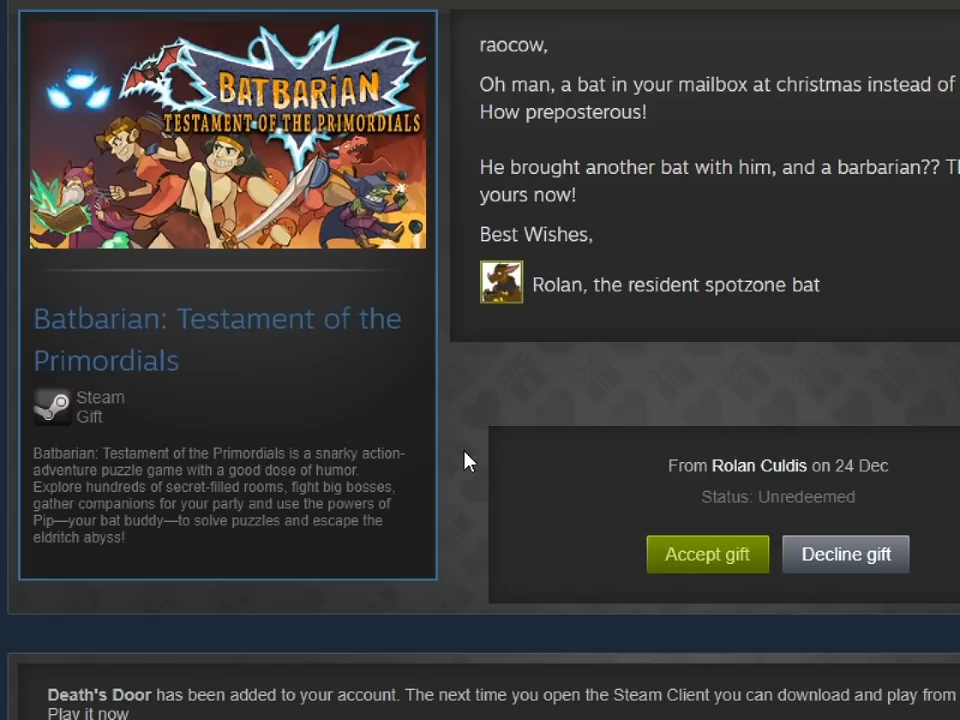 BATBARIAN
TESTAMENT OF THE PRIMORDIALS
Batbarian: Testament of the
Primordials
Steam
Gift
Batbarian: Testament of the Primordials is a snarky action-
adventure puzzle game with a good dose of humor.
Explore hundreds of secret-filled rooms, fight big bosses,
gather companions for your party and use the powers of
Pip—your bat buddy—to solve puzzles and escape the
eldritch abyss!
raocow,
Oh man, a bat in your mailbox at christmas instead of
How preposterous!
He brought another bat with him, and a barbarian??
yours now!
Best Wishes,
Rolan, the resident spotzone bat
From Rolan Culdis on 24 Dec
Status: Unredeemed
Accept gift
Decline gift
Death's Door has been added to your account. The next time you open the Steam Client you can download and play from
Play it now